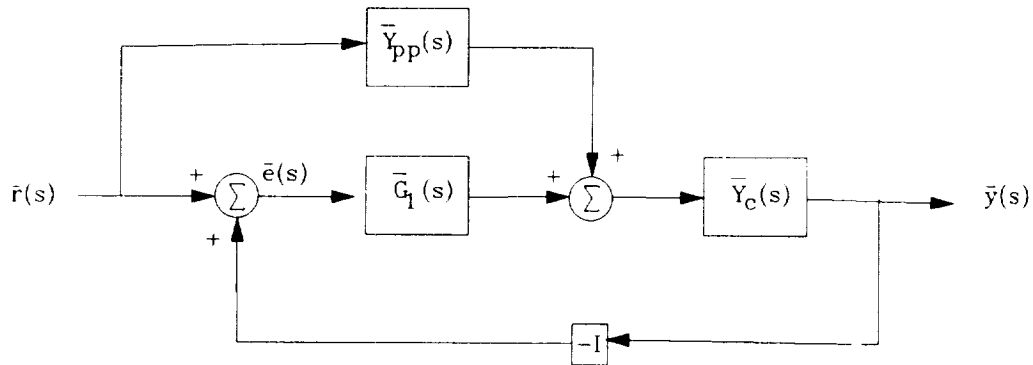 Ȳpp(s)
+
r̄(s)
+
Σ
ē(s)
Ḡ1(s)
+
Σ
Ȳc(s)
ȳ(s)
+
-I